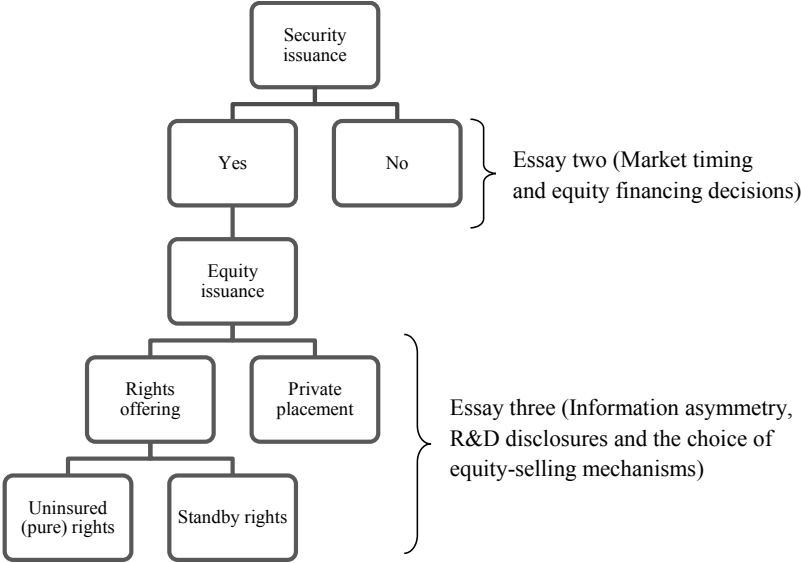 Security
issuance
Yes
No
Essay two (Market timing
and equity financing decisions)
Equity
issuance
Rights
offering
Private
placement
Essay three (Information asymmetry,
R&D disclosures and the choice of
equity-selling mechanisms)
Uninsured
(pure) rights
Standby rights